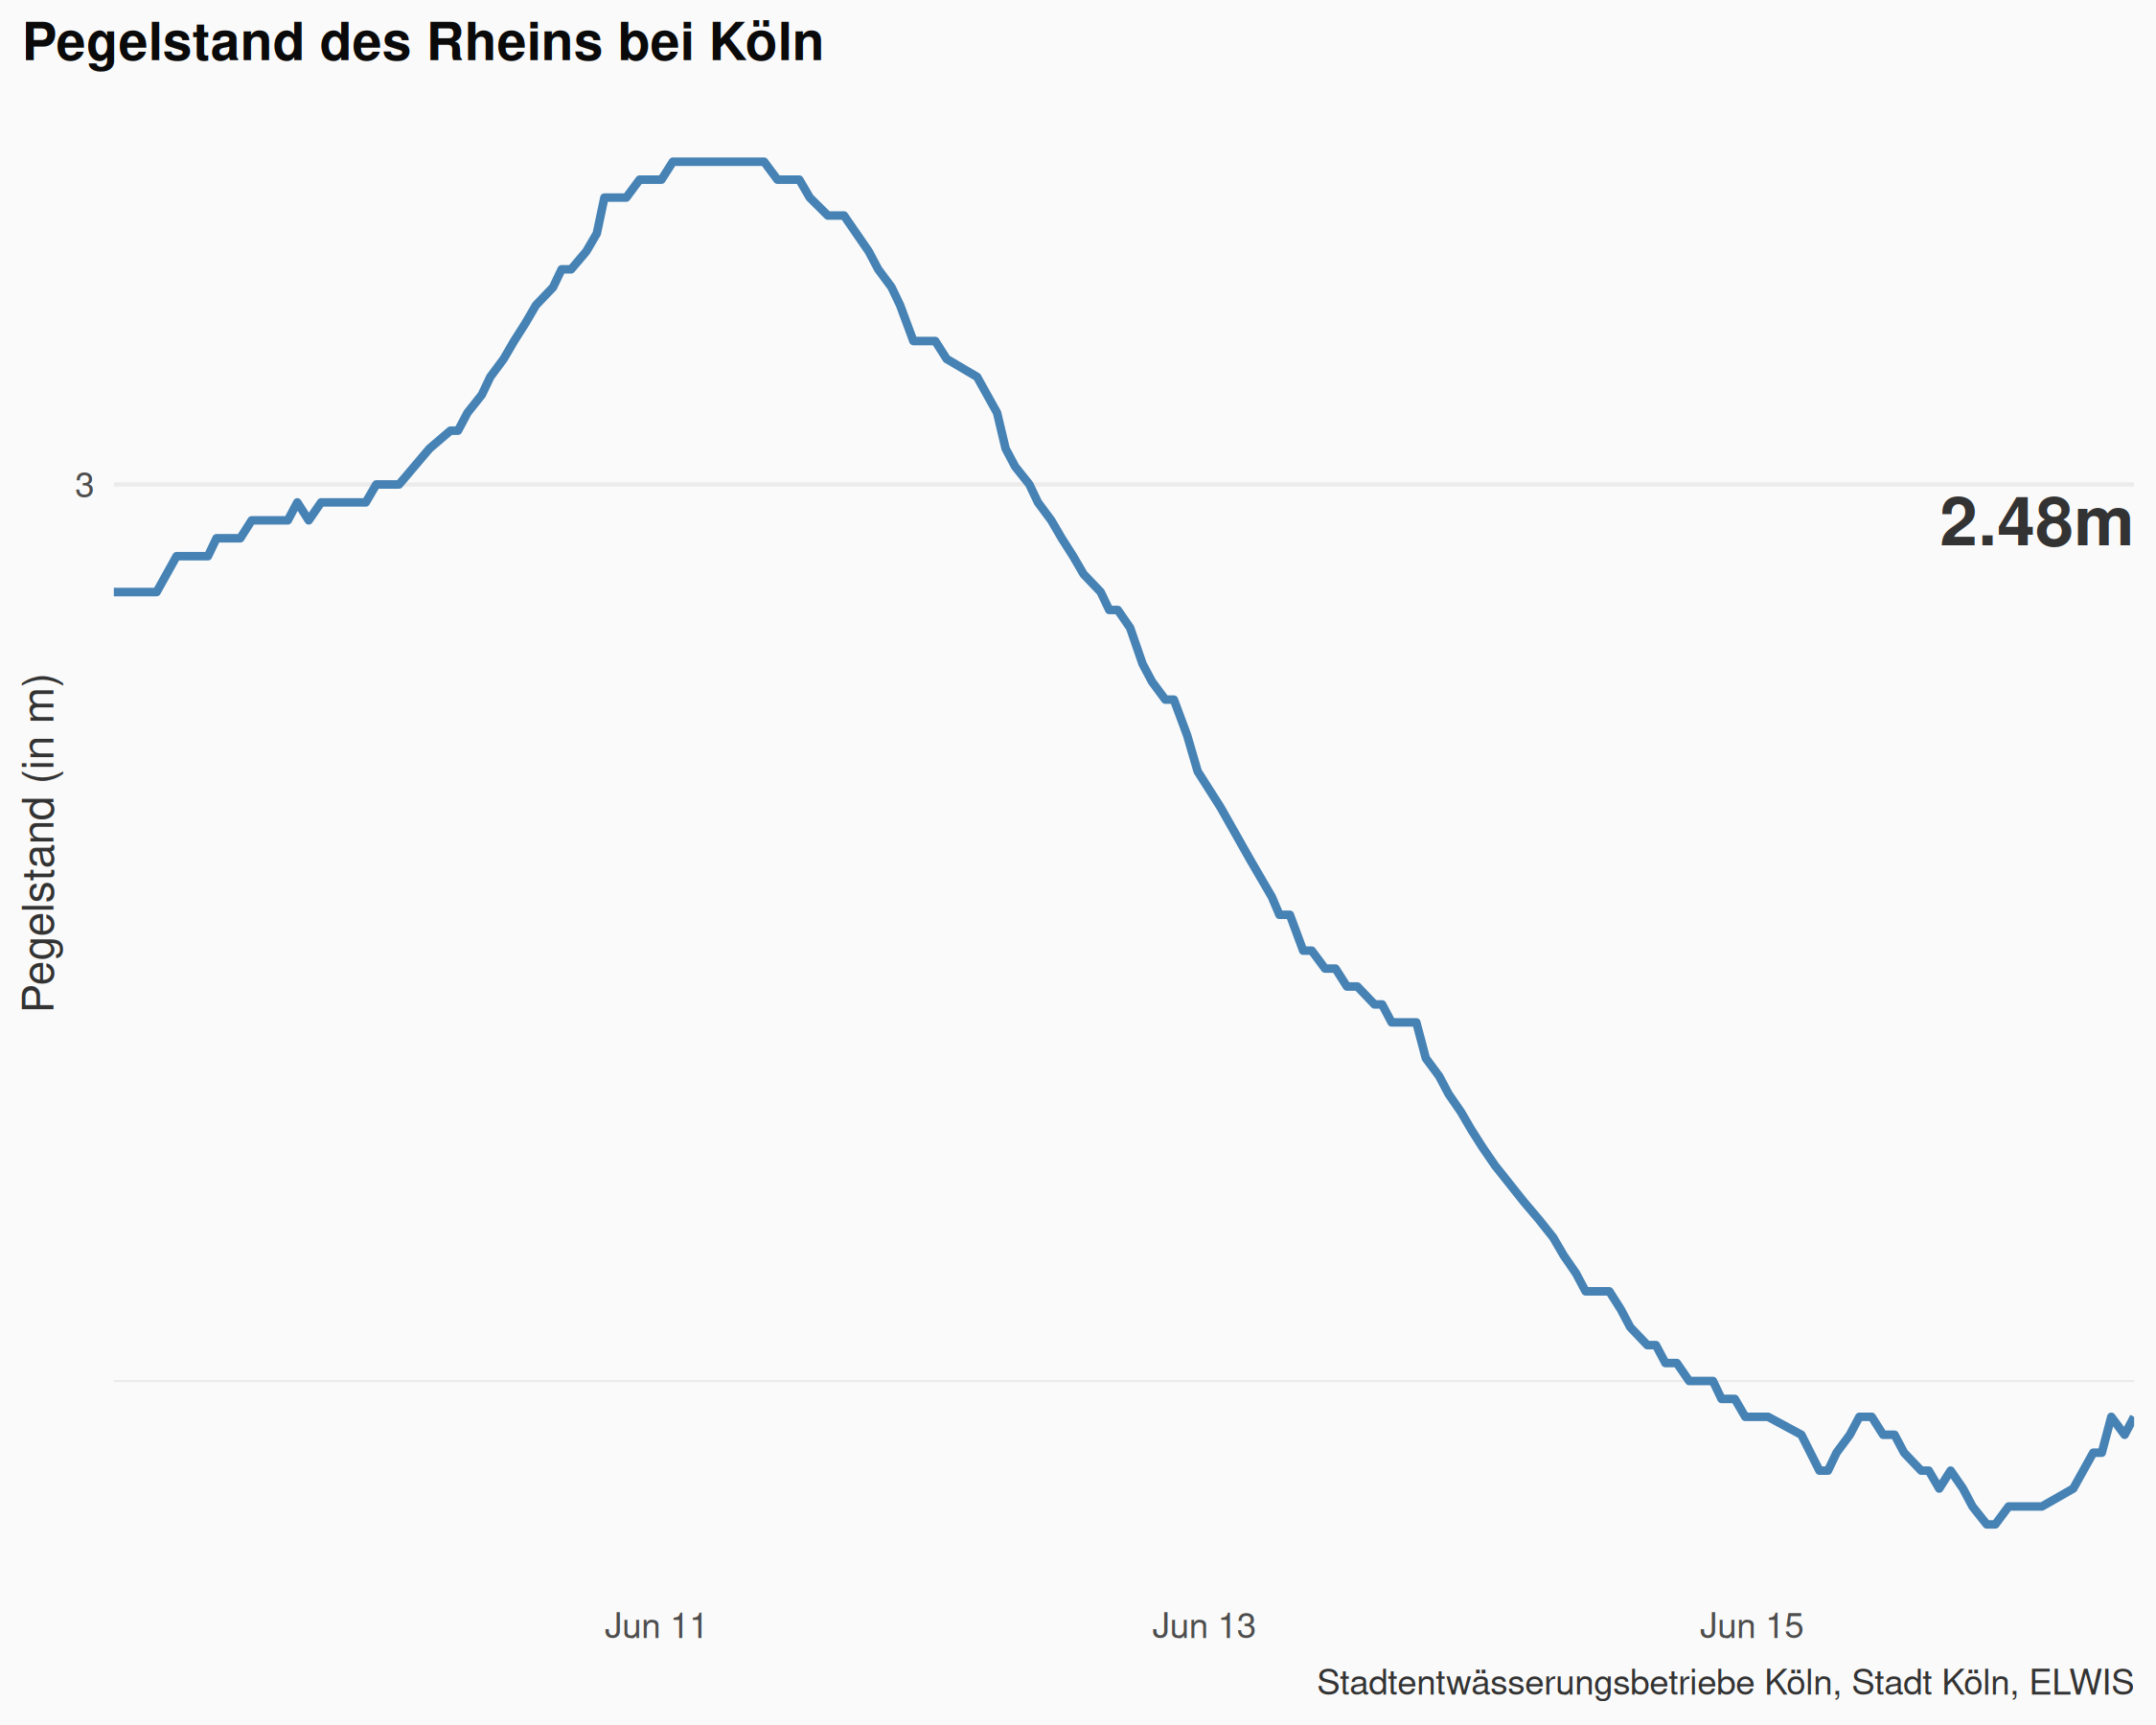 Pegelstand des Rheins bei Köln
3
2.48m
Pegelstand (in m)
Jun 11
Jun 13
Jun 15
Stadtentwässerungsbetriebe Köln, Stadt Köln, ELWIS